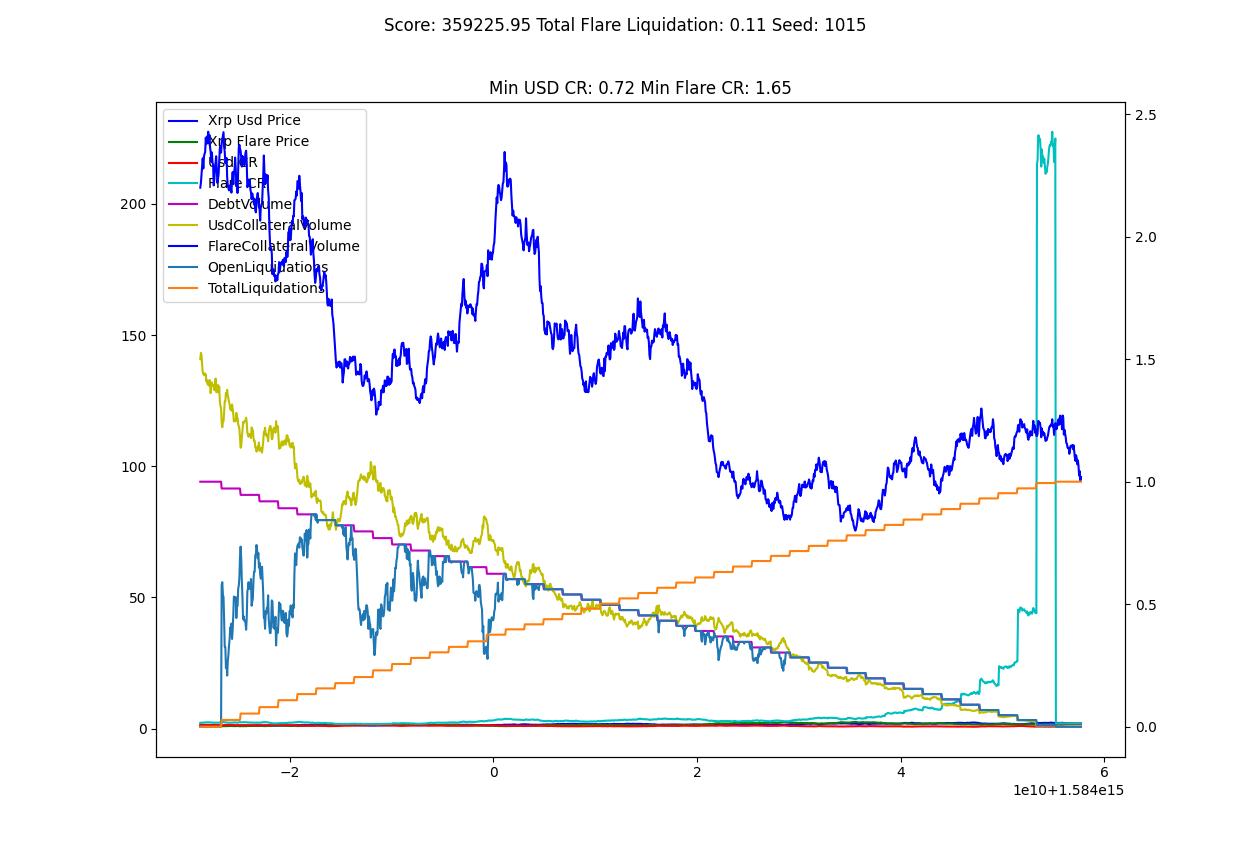 Score: 359225.95 Total Flare Liquidation: 0.11 Seed: 1015
Min USD CR: 0.72 Min Flare CR: 1.65
Xrp Usd Price
Xrp Flare Price
Usd CR
Flare CR
DebtVolume
UsdCollateralVolume
FlareCollateralVolume
OpenLiquidations
TotalLiquidations
200
150
100
50
0
2.5
2.0
1.5
1.0
0.5
0.0
−2
0
2
4
6
1e10+1.584e15